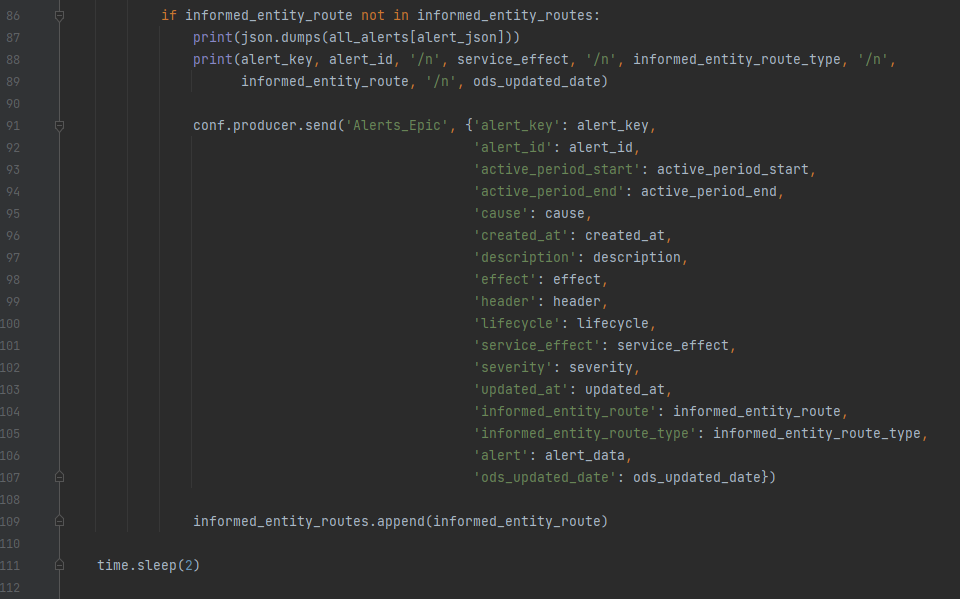 86 if informed_entity_route not in informed_entity_routes:
87 print(json.dumps(all_alerts[alert_json]))
88 print(alert_key, alert_id, '/n', service_effect, '/n', informed_entity_route_type, '/n',
89 informed_entity_route, '/n', ods_updated_date)
90
91 conf.producer.send('Alerts_Epic', {'alert_key': alert_key,
92 'alert_id': alert_id,
93 'active_period_start': active_period_start,
94 'active_period_end': active_period_end,
95 'cause': cause,
96 'created_at': created_at,
97 'description': description,
98 'effect': effect,
99 'header': header,
100 'lifecycle': lifecycle,
101 'service_effect': service_effect,
102 'severity': severity,
103 'updated_at': updated_at,
104 'informed_entity_route': informed_entity_route,
105 'informed_entity_route_type': informed_entity_route_type,
106 'alert': alert_data,
107 'ods_updated_date': ods_updated_date})
108
109 informed_entity_routes.append(informed_entity_route)
110
111 time.sleep(2)
112